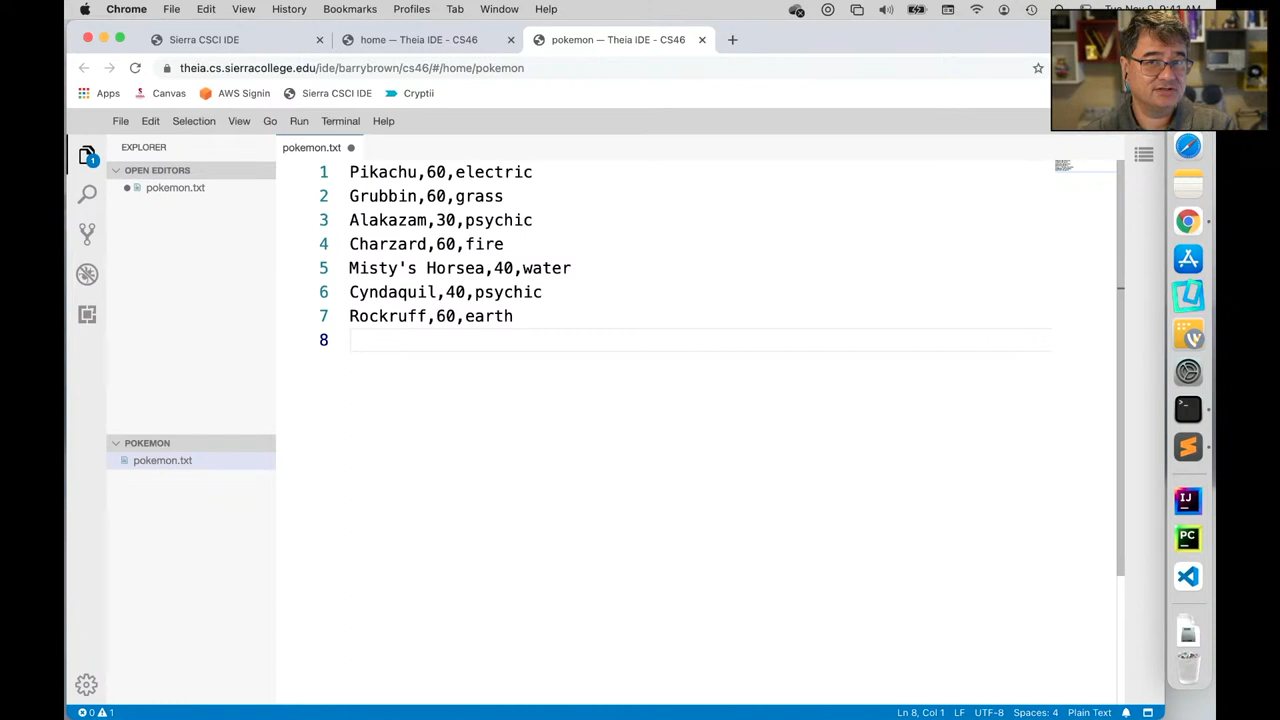 Chrome File Edit View History Bookmarks Profiles Tab Window Help
Sierra CSCI IDE
Theia IDE - CS46
pokemon — Theia IDE - CS46
theia.cs.sierracollege.edu/ide/barrybrown/cs46/#/home/pokemon
Apps Canvas AWS Signin Sierra CSCI IDE Cryptii
File Edit Selection View Go Run Terminal Help
EXPLORER
pokemon.txt
1
OPEN EDITORS
pokemon.txt
1 Pikachu,60,electric
2 Grubbin,60,grass
3 Alakazam,30,psychic
4 Charzard,60,fire
5 Misty's Horsea,40,water
6 Cyndaquil,40,psychic
7 Rockruff,60,earth
8
POKEMON
pokemon.txt
IJ
PC
0 1 Ln 8, Col 1 LF UTF-8 Spaces: 4 Plain Text